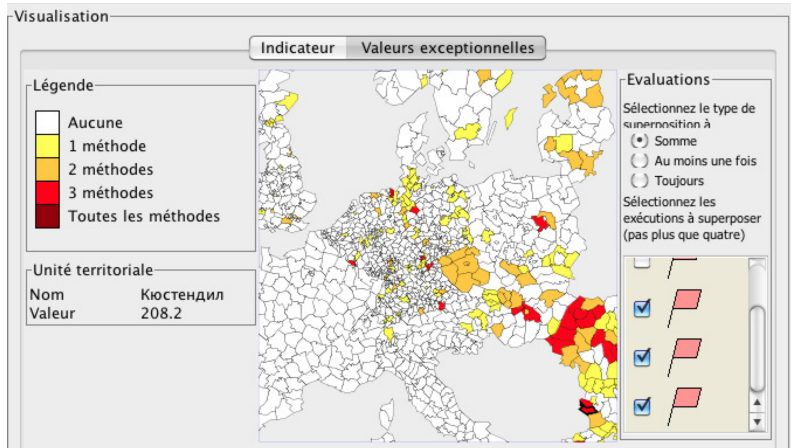 Visualisation
Indicateur Valeurs exceptionnelles
Légende
Aucune
1 méthode
2 méthodes
3 méthodes
Toutes les méthodes
Unité territoriale
Nom Кюстендил
Valeur 208.2
Evaluations
Sélectionnez le type de
superposition à
Somme
Au moins une fois
Toujours
Sélectionnez les
exécutions à superposer
(pas plus que quatre)